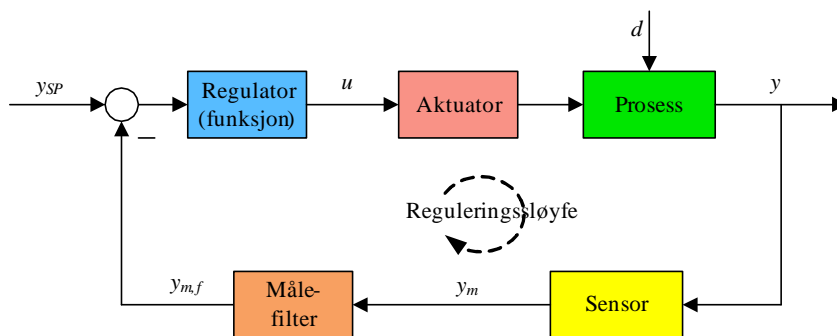 d
y_SP
Regulator
(funksjon)
u
Aktuator
Prosess
y
Reguleringssløyfe
y_m,f
Måle-
filter
y_m
Sensor